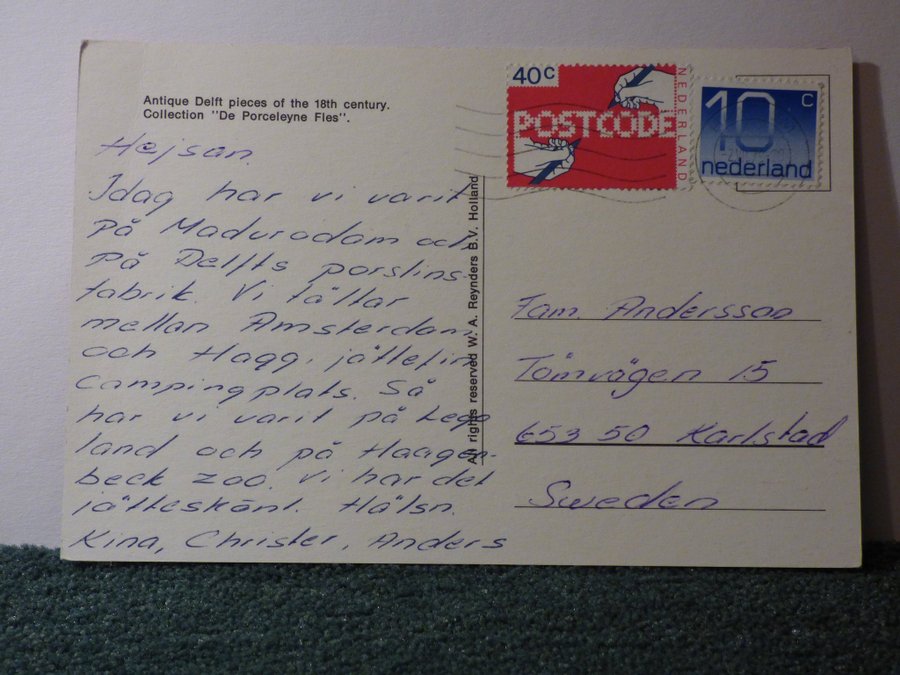 Antique Delft pieces of the 18th century.
Collection "De Porceleyne Fles".
Hejsan.
Idag har vi varit
på Madurodam och
på Delfts porslins-
fabrik. Vi tältar
mellan Amsterdam
och Haag, jättefin
campingplats. Så
har vi varit på Lego
land och på Haagen-
beck zoo. Vi har det
jätteskönt. Hälsn.
Kina, Christer, Anders
All rights reserved W. A. Reynders B.V. Holland
40c
POSTCODE
NEDERLAND
10 c
nederland
Fam. Andersson
Tömvägen 15
653 50 Karlstad
Sweden